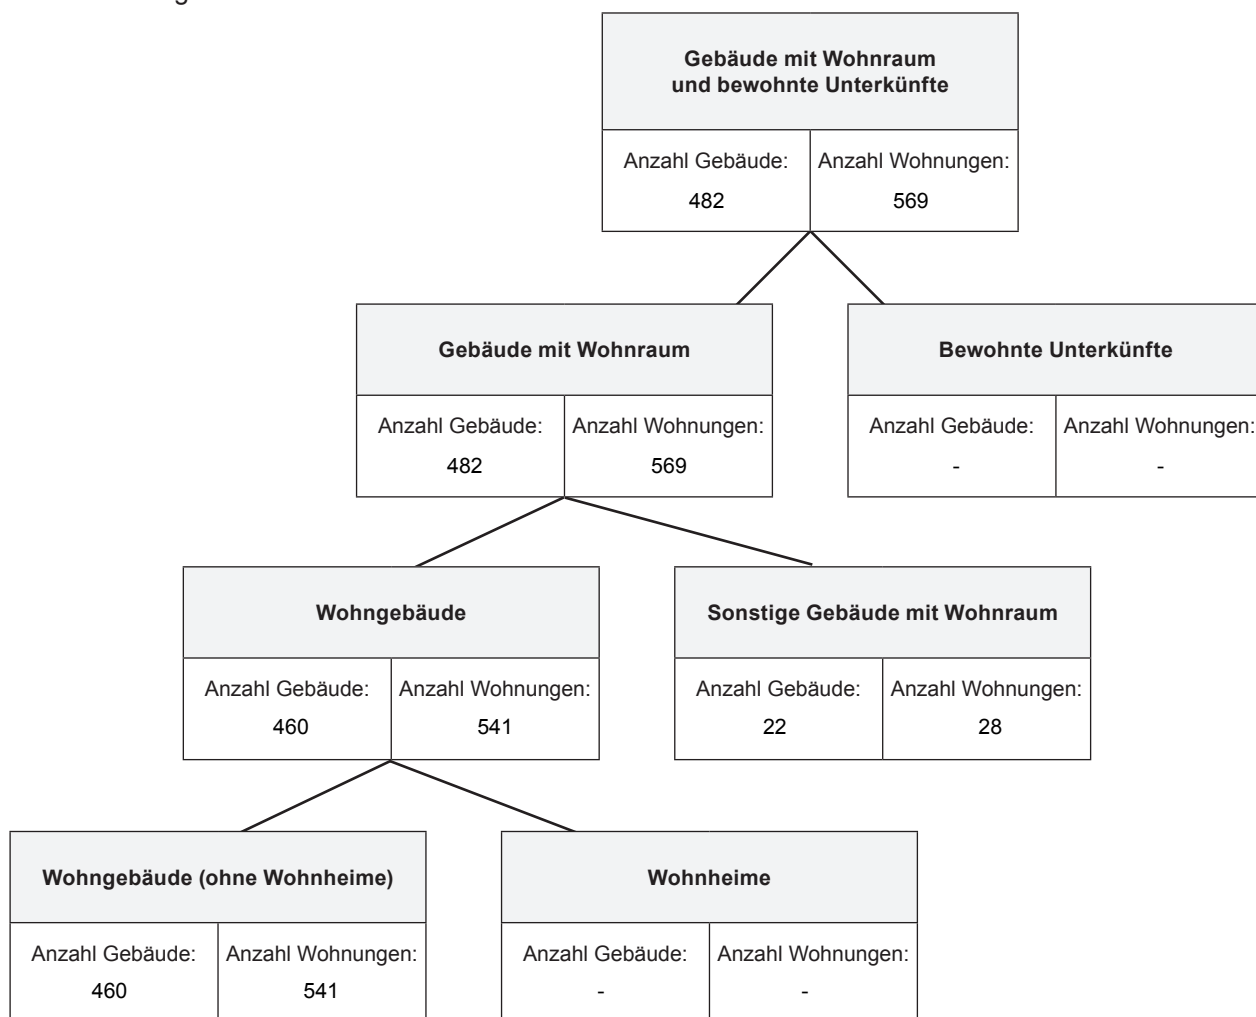 Gebäude mit Wohnraum
und bewohnte Unterkünfte
Anzahl Gebäude: Anzahl Wohnungen:
482 569
Gebäude mit Wohnraum
Anzahl Gebäude: Anzahl Wohnungen:
482 569
Bewohnte Unterkünfte
Anzahl Gebäude: Anzahl Wohnungen:
- -
Wohngebäude
Anzahl Gebäude: Anzahl Wohnungen:
460 541
Sonstige Gebäude mit Wohnraum
Anzahl Gebäude: Anzahl Wohnungen:
22 28
Wohngebäude (ohne Wohnheime)
Anzahl Gebäude: Anzahl Wohnungen:
460 541
Wohnheime
Anzahl Gebäude: Anzahl Wohnungen:
- -